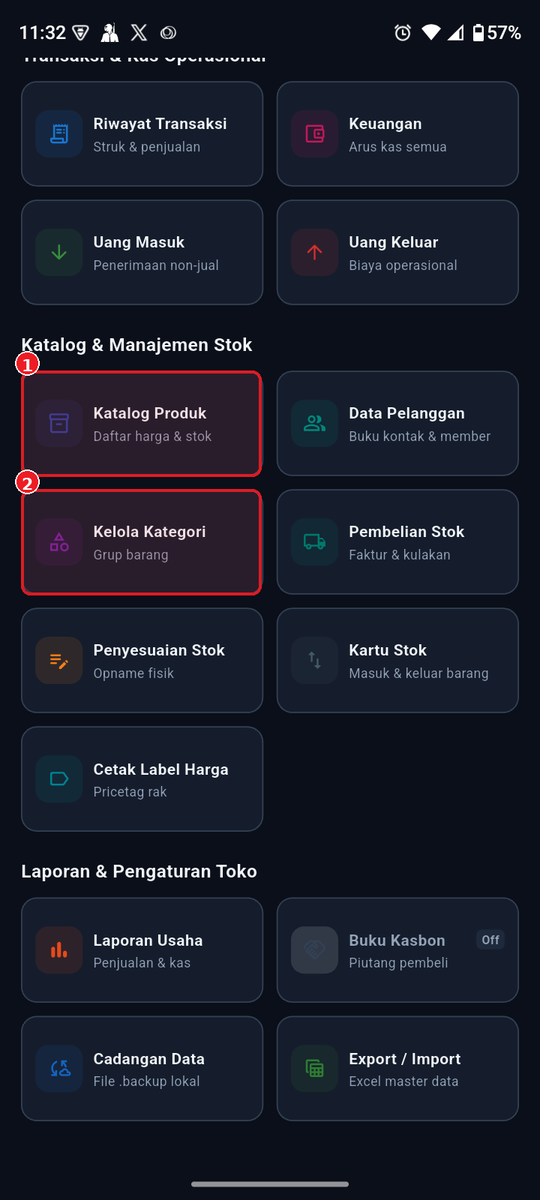 11:32
57%
Transaksi & Kas Operasional
Riwayat Transaksi
Struk & penjualan
Keuangan
Arus kas semua
Uang Masuk
Penerimaan non-jual
Uang Keluar
Biaya operasional
Katalog & Manajemen Stok
1
Katalog Produk
Daftar harga & stok
Data Pelanggan
Buku kontak & member
2
Kelola Kategori
Grup barang
Pembelian Stok
Faktur & kulakan
Penyesuaian Stok
Opname fisik
Kartu Stok
Masuk & keluar barang
Cetak Label Harga
Pricetag rak
Laporan & Pengaturan Toko
Laporan Usaha
Penjualan & kas
Buku Kasbon
Off
Piutang pembeli
Cadangan Data
File .backup lokal
Export / Import
Excel master data